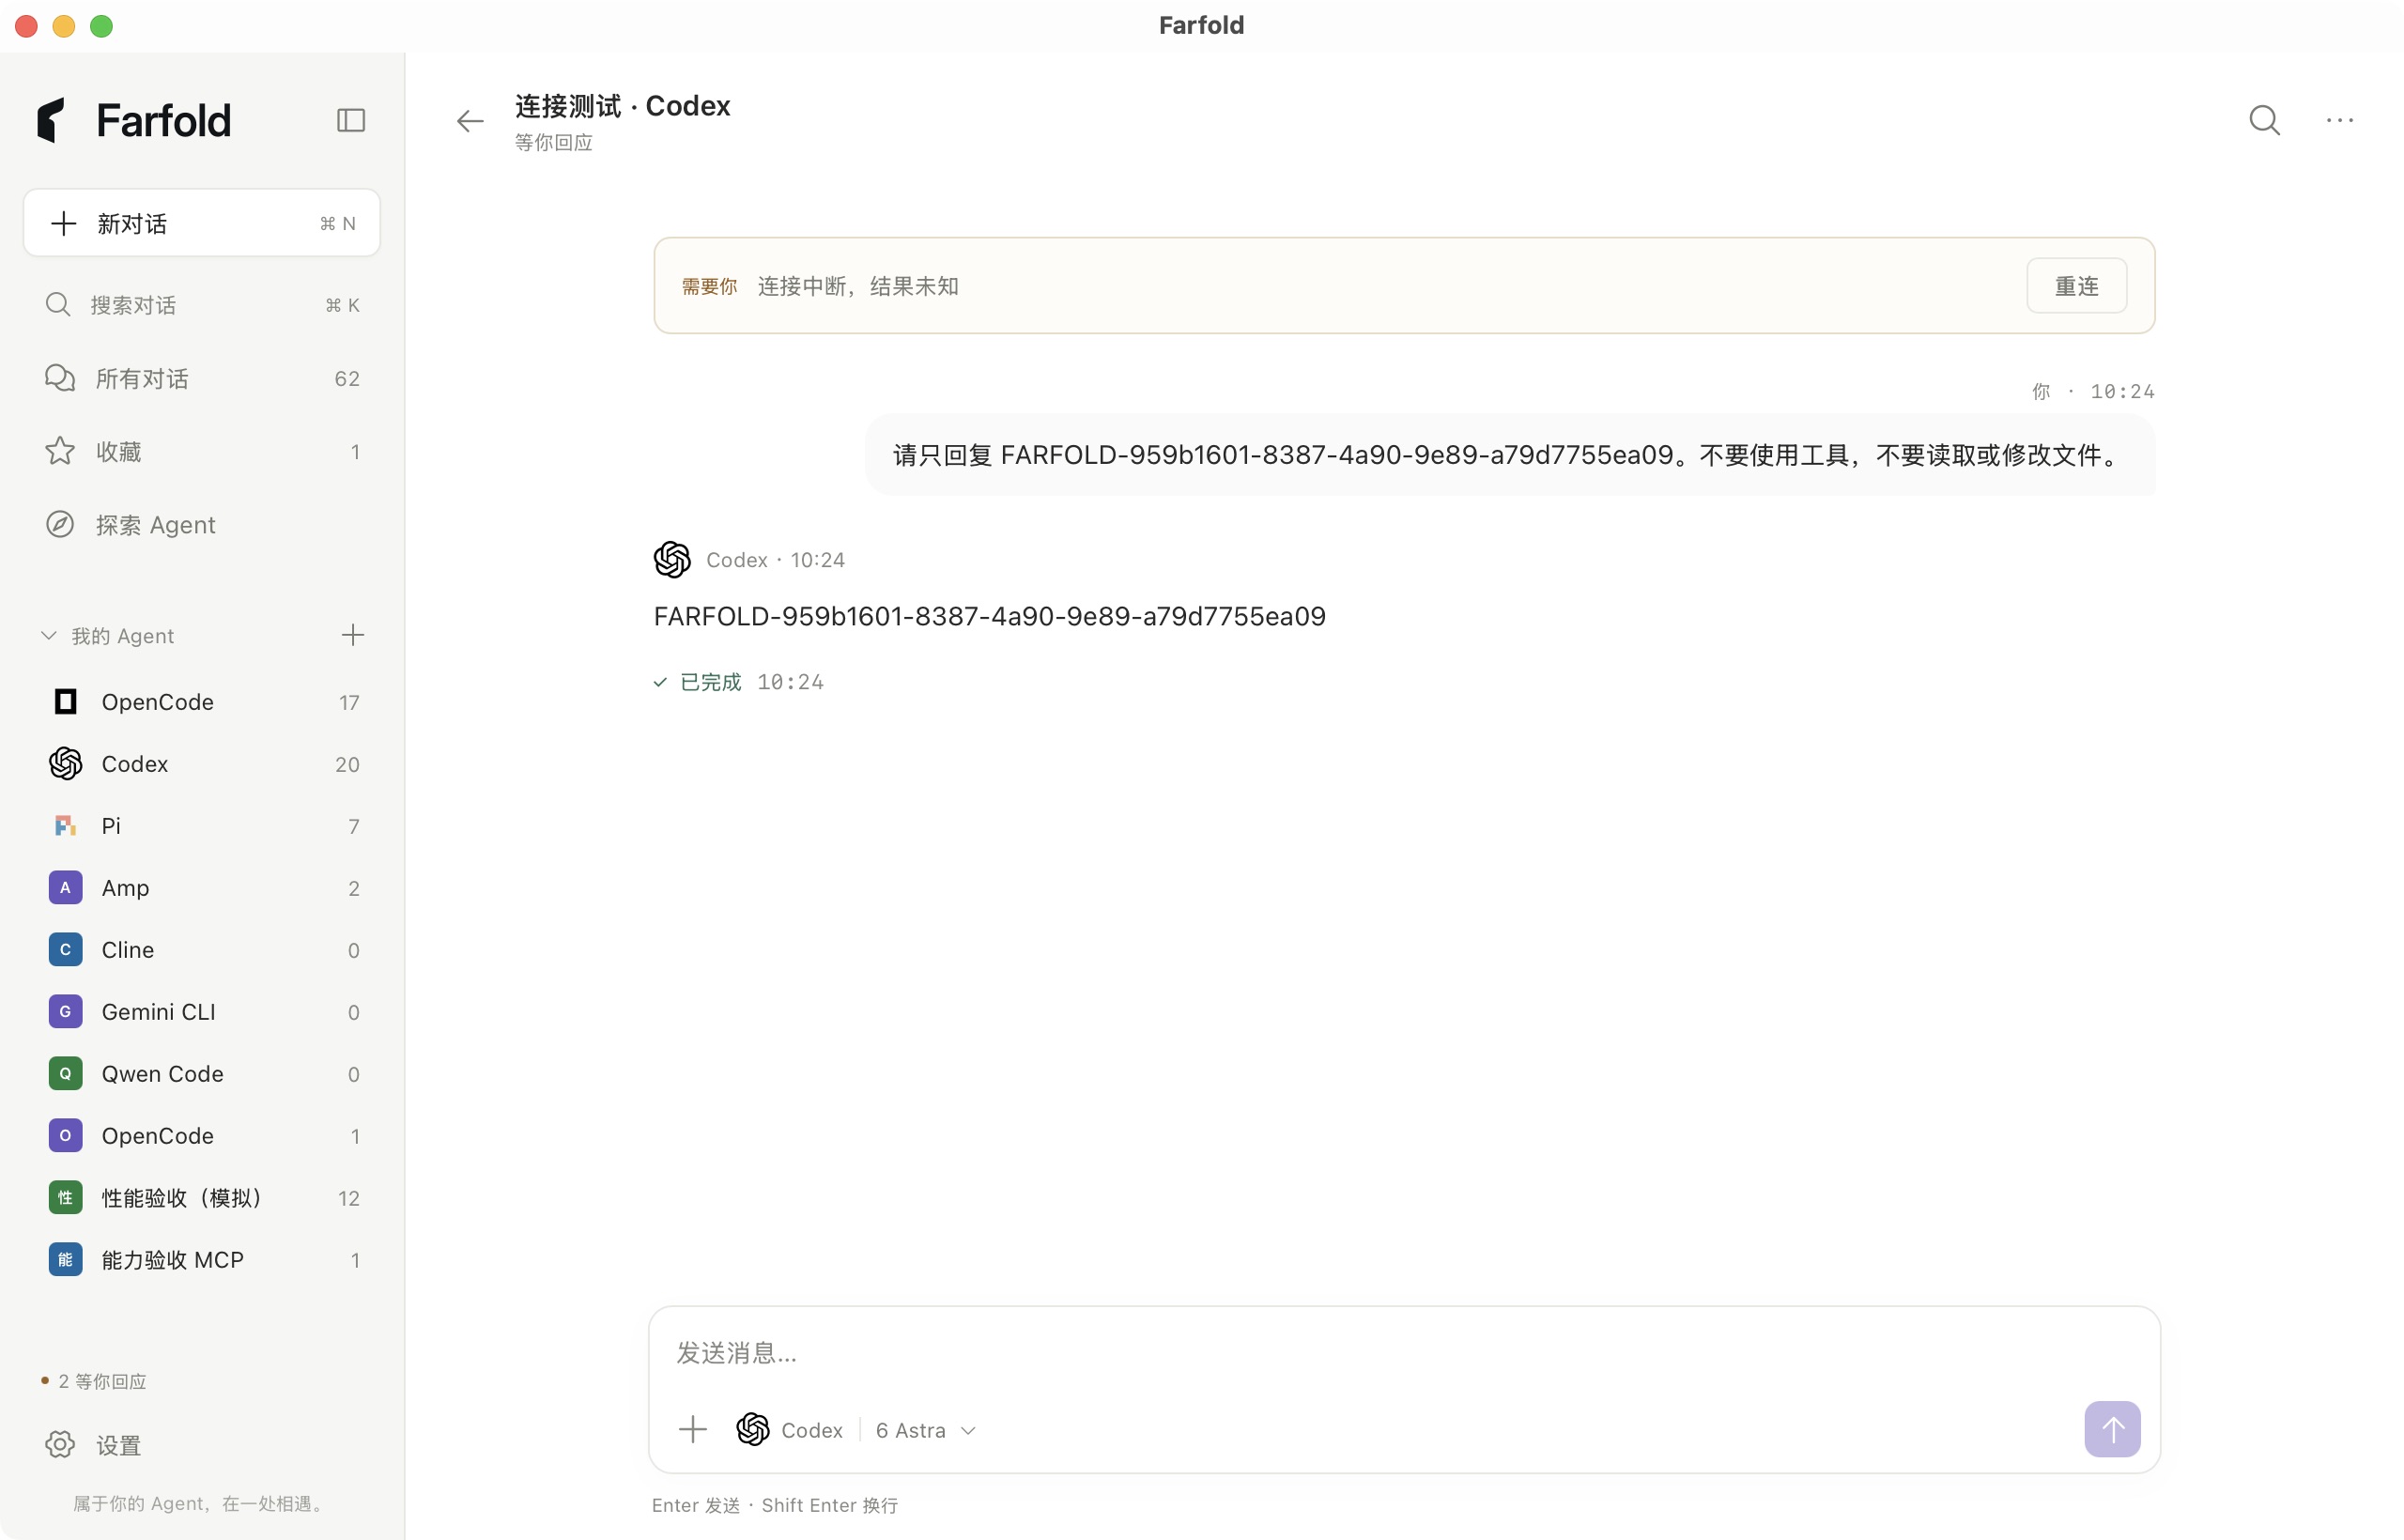 Farfold
Farfold
新对话 ⌘ N
搜索对话 ⌘ K
所有对话 62
收藏 1
探索 Agent
我的 Agent
OpenCode 17
Codex 20
Pi 7
A Amp 2
C Cline 0
G Gemini CLI 0
Q Qwen Code 0
O OpenCode 1
性 性能验收（模拟） 12
能 能力验收 MCP 1
2 等你回应
设置
属于你的 Agent，在一处相遇。
连接测试 · Codex
等你回应
需要你 连接中断，结果未知 重连
你 · 10:24
请只回复 FARFOLD-959b1601-8387-4a90-9e89-a79d7755ea09。不要使用工具，不要读取或修改文件。
Codex · 10:24
FARFOLD-959b1601-8387-4a90-9e89-a79d7755ea09
已完成 10:24
发送消息...
Codex 6 Astra
Enter 发送 · Shift Enter 换行